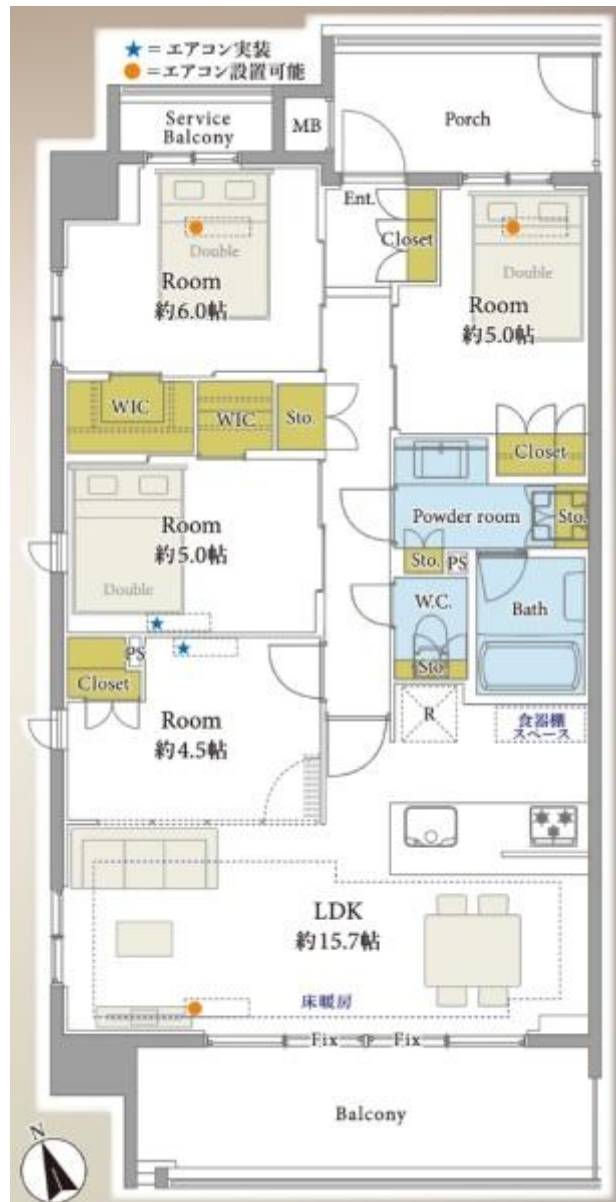 ★=エアコン実装
●=エアコン設置可能
Service
Balcony
MB
Porch
Ent.
Closet
Double
Room
約6.0帖
Double
Room
約5.0帖
WIC
WIC
Sto.
Closet
Powder room
Sto.
Room
約5.0帖
Double
Sto.
PS
W.C.
Bath
Sto.
PS
Closet
Room
約4.5帖
R
食器棚
スペース
LDK
約15.7帖
床暖房
Fix
Fix
Balcony
N